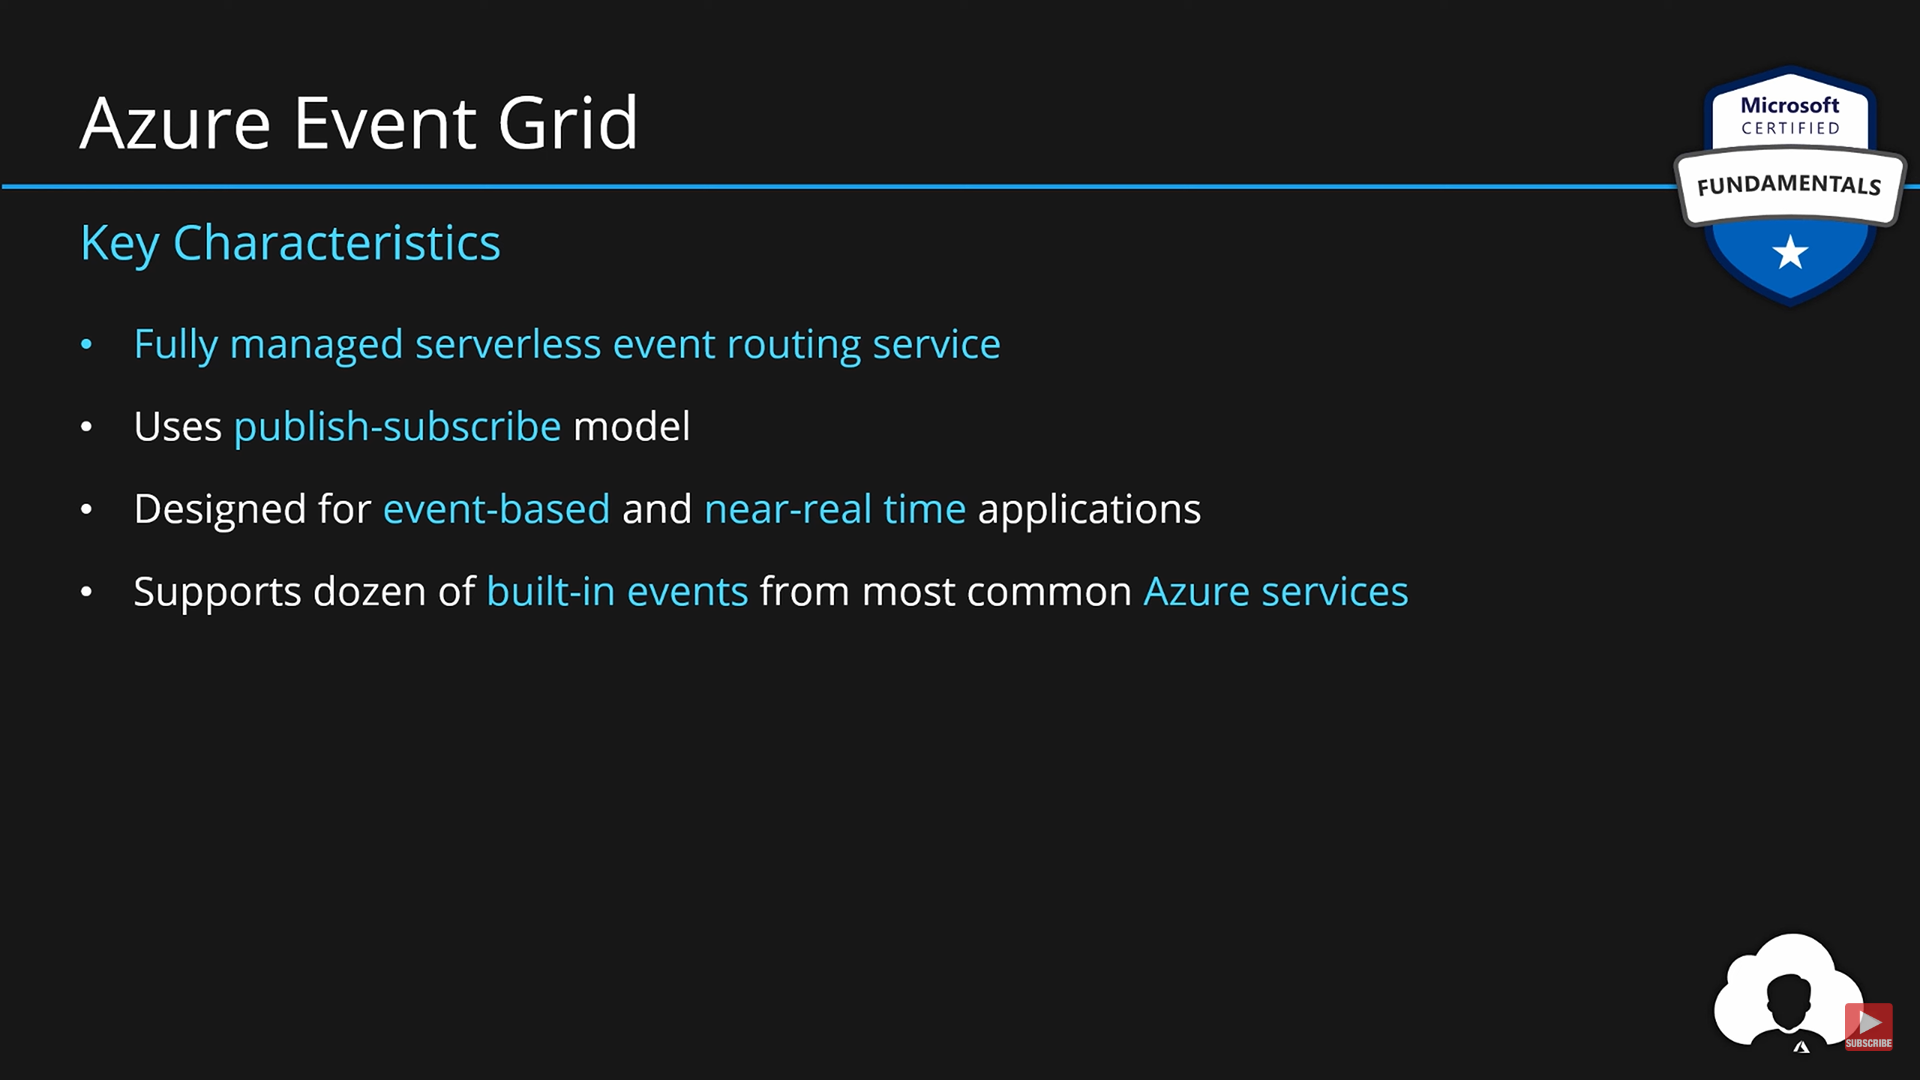 Azure Event Grid
Microsoft
CERTIFIED
FUNDAMENTALS
Key Characteristics
• Fully managed serverless event routing service
• Uses publish-subscribe model
• Designed for event-based and near-real time applications
• Supports dozen of built-in events from most common Azure services
SUBSCRIBE